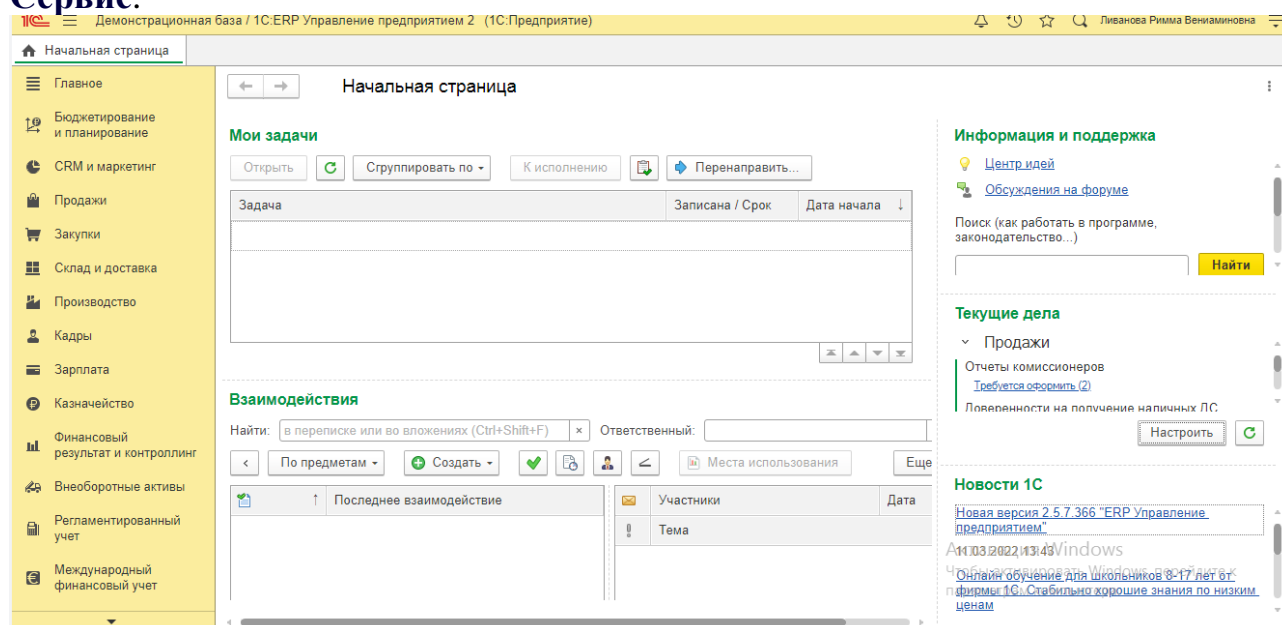 Сервис.
1С Демонстрационная база / 1С:ERP Управление предприятием 2 (1С:Предприятие) Ливанова Римма Вениаминовна
Начальная страница
Главное
Бюджетирование
и планирование
CRM и маркетинг
Продажи
Закупки
Склад и доставка
Производство
Кадры
Зарплата
Казначейство
Финансовый
результат и контроллинг
Внеоборотные активы
Регламентированный
учет
Международный
финансовый учет
Начальная страница
Мои задачи
Открыть Сгруппировать по К исполнению Перенаправить...
Задача Записана / Срок Дата начала ↓
Взаимодействия
Найти: в переписке или во вложениях (Ctrl+Shift+F) × Ответственный:
По предметам Создать Места использования Еще
↑ Последнее взаимодействие Участники Дата
Тема
Информация и поддержка
Центр идей
Обсуждения на форуме
Поиск (как работать в программе,
законодательство...)
Найти
Текущие дела
Продажи
Отчеты комиссионеров
Требуется оформить (2)
Доверенности на получение наличных ДС
Настроить
Новости 1С
Новая версия 2.5.7.366 "ERP Управление
предприятием"
11.03.2022 13:43
Онлайн обучение для школьников 8-17 лет от
фирмы 1С: Стабильно хорошие знания по низким
ценам